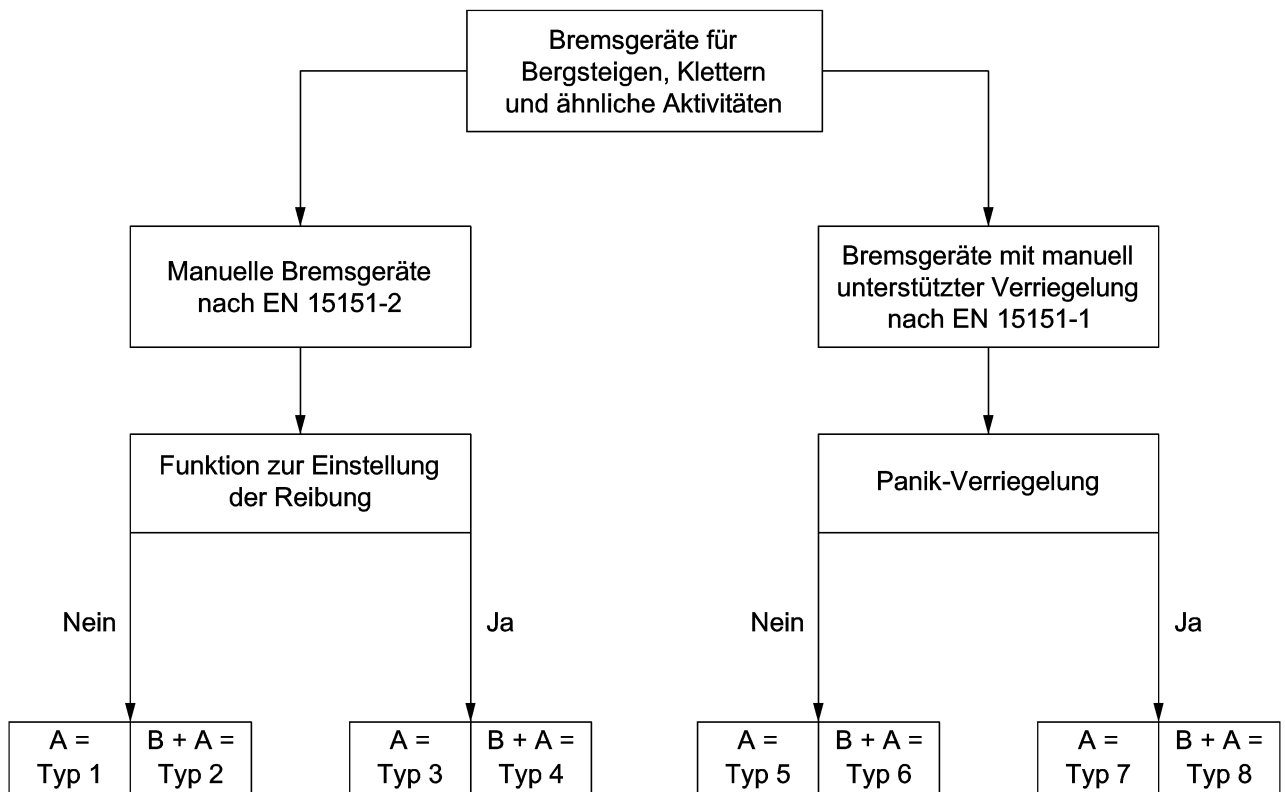 Bremsgeräte für
Bergsteigen, Klettern
und ähnliche Aktivitäten
Manuelle Bremsgeräte
nach EN 15151-2
Bremsgeräte mit manuell
unterstützter Verriegelung
nach EN 15151-1
Funktion zur Einstellung
der Reibung
Panik-Verriegelung
Nein
Ja
Nein
Ja
A =
Typ 1
B + A =
Typ 2
A =
Typ 3
B + A =
Typ 4
A =
Typ 5
B + A =
Typ 6
A =
Typ 7
B + A =
Typ 8